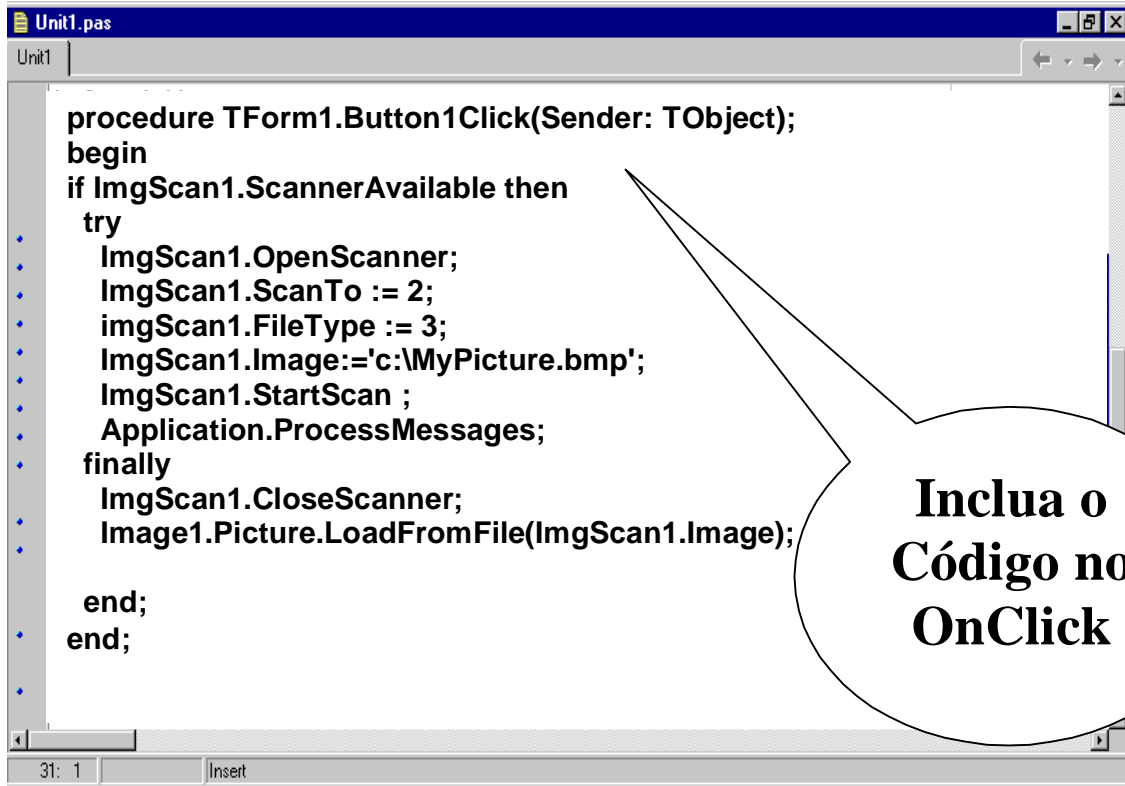 Unit1.pas
Unit1
procedure TForm1.Button1Click(Sender: TObject);
begin
if ImgScan1.ScannerAvailable then
try
ImgScan1.OpenScanner;
ImgScan1.ScanTo := 2;
imgScan1.FileType := 3;
ImgScan1.Image:='c:\MyPicture.bmp';
ImgScan1.StartScan ;
Application.ProcessMessages;
finally
ImgScan1.CloseScanner;
Image1.Picture.LoadFromFile(ImgScan1.Image);
end;
end;
Inclua o
Código no
OnClick
31: 1 Insert